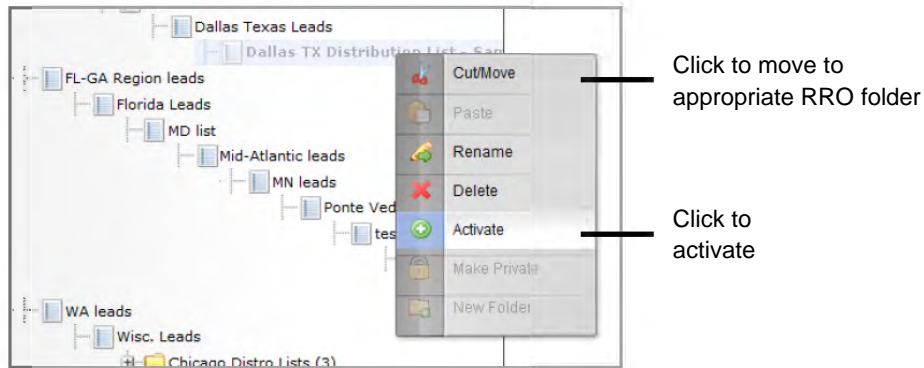 Dallas Texas Leads
Dallas TX Distribution List - San
FL-GA Region leads
Florida Leads
MD list
Mid-Atlantic leads
MN leads
Ponte Ved
tes
WA leads
Wisc. Leads
Chicago Distro Lists (3)
Cut/Move
Paste
Rename
Delete
Activate
Make Private
New Folder
Click to move to
appropriate RRO folder
Click to
activate